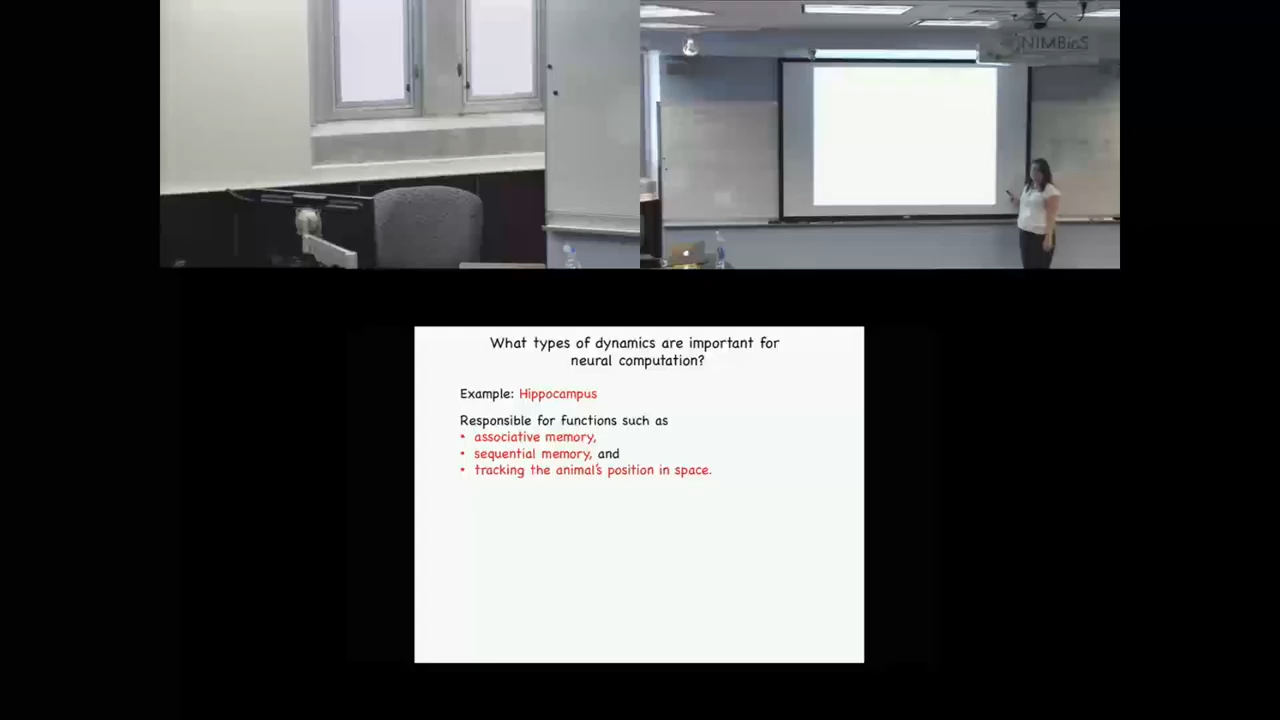 NIMBioS
What types of dynamics are important for
neural computation?
Example: Hippocampus
Responsible for functions such as
• associative memory,
• sequential memory, and
• tracking the animal's position in space.